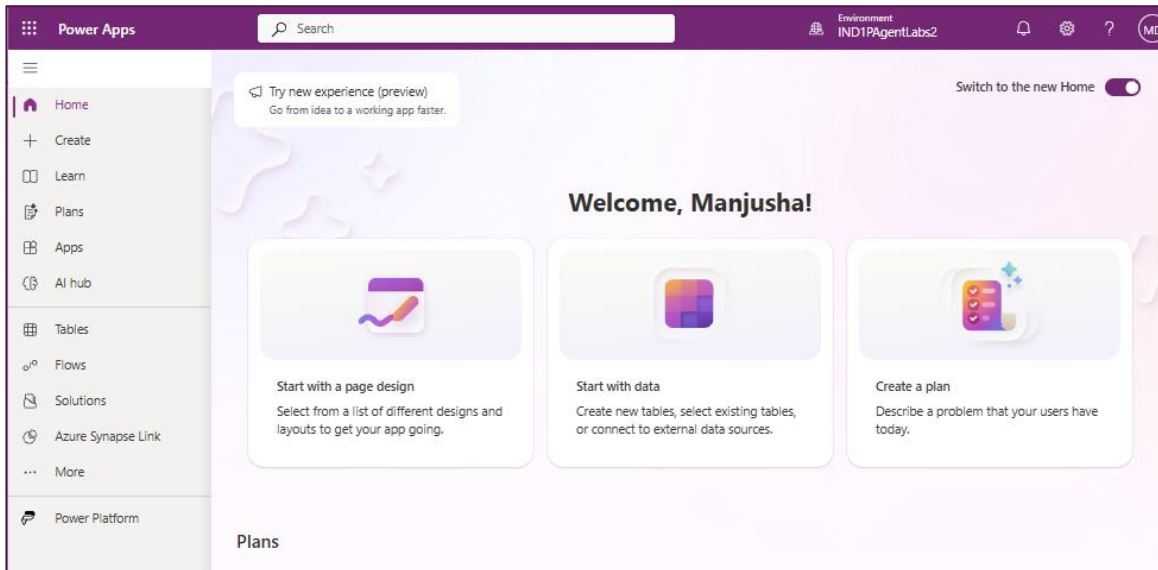 Power Apps
Search
Environment
IND1PAgentLabs2
?
MD
Try new experience (preview)
Go from idea to a working app faster.
Switch to the new Home
Home
Create
Learn
Plans
Apps
AI hub
Tables
Flows
Solutions
Azure Synapse Link
More
Power Platform
Welcome, Manjusha!
Start with a page design
Select from a list of different designs and
layouts to get your app going.
Start with data
Create new tables, select existing tables,
or connect to external data sources.
Create a plan
Describe a problem that your users have
today.
Plans